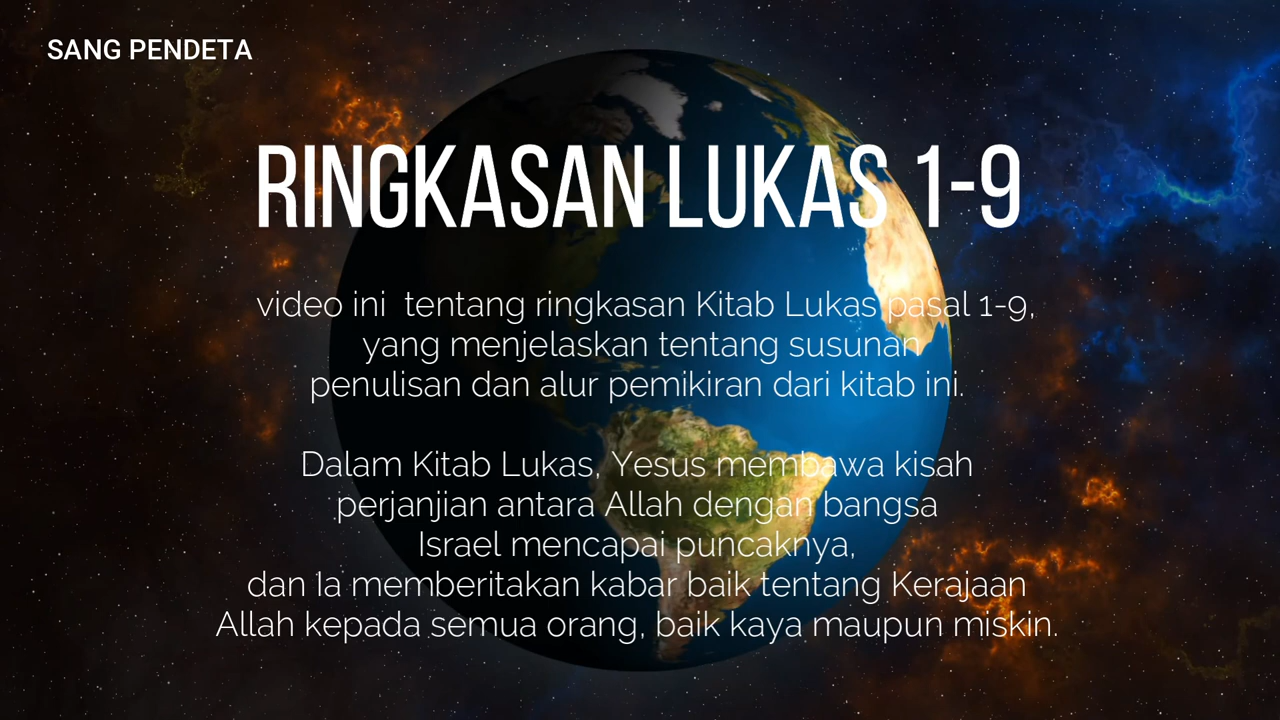 SANG PENDETA
RINGKASAN LUKAS 1-9
video ini  tentang ringkasan Kitab Lukas pasal 1-9,
yang menjelaskan tentang susunan
penulisan dan alur pemikiran dari kitab ini.
Dalam Kitab Lukas, Yesus membawa kisah
perjanjian antara Allah dengan bangsa
Israel mencapai puncaknya,
dan 1a memberitakan kabar baik tentang Kerajaan
Allah kepada semua orang, baik kaya maupun miskin.